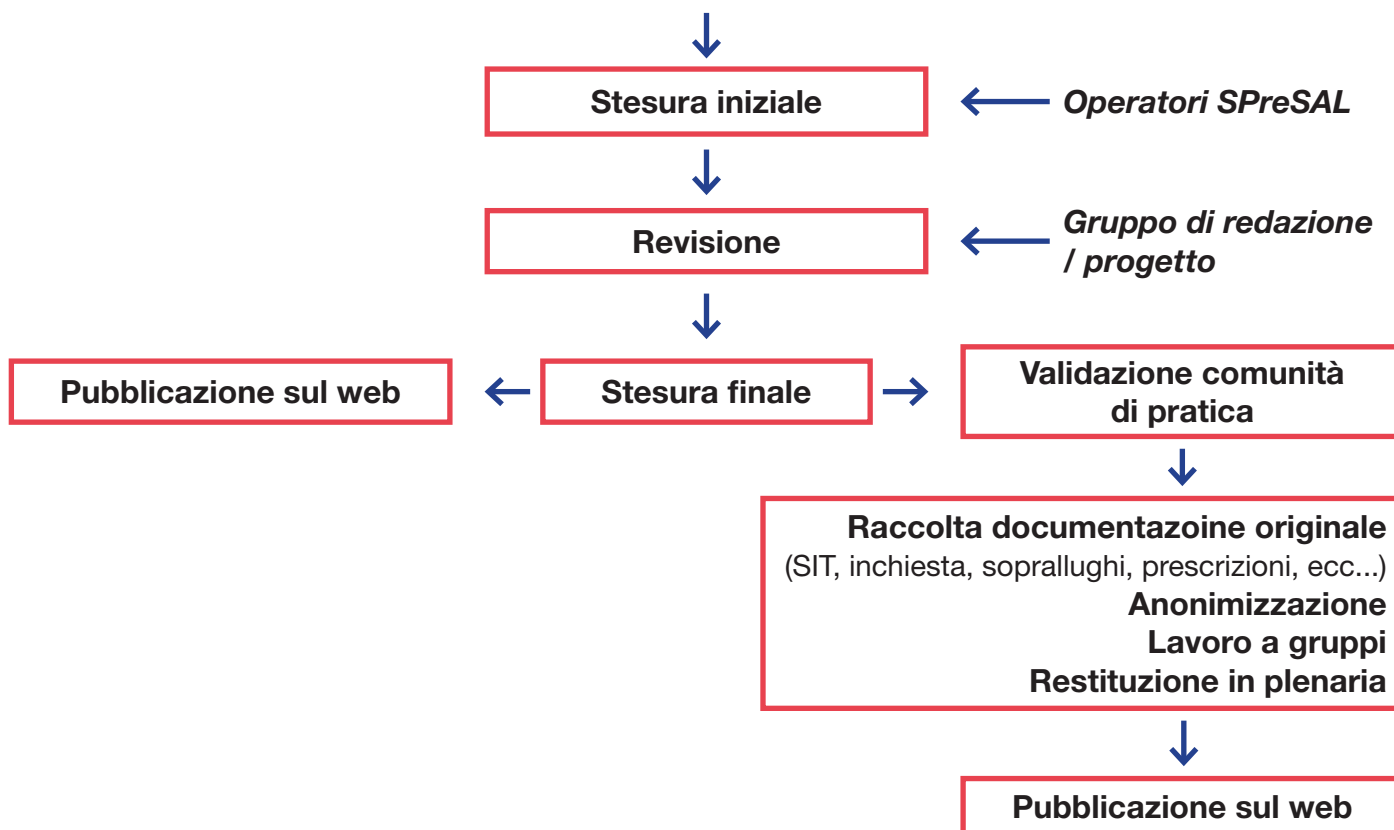 Stesura iniziale
Operatori SPreSAL
Revisione
Gruppo di redazione
/ progetto
Pubblicazione sul web
Stesura finale
Validazione comunità
di pratica
Raccolta documentazoine originale
(SIT, inchiesta, soprallughi, prescrizioni, ecc...)
Anonimizzazione
Lavoro a gruppi
Restituzione in plenaria
Pubblicazione sul web